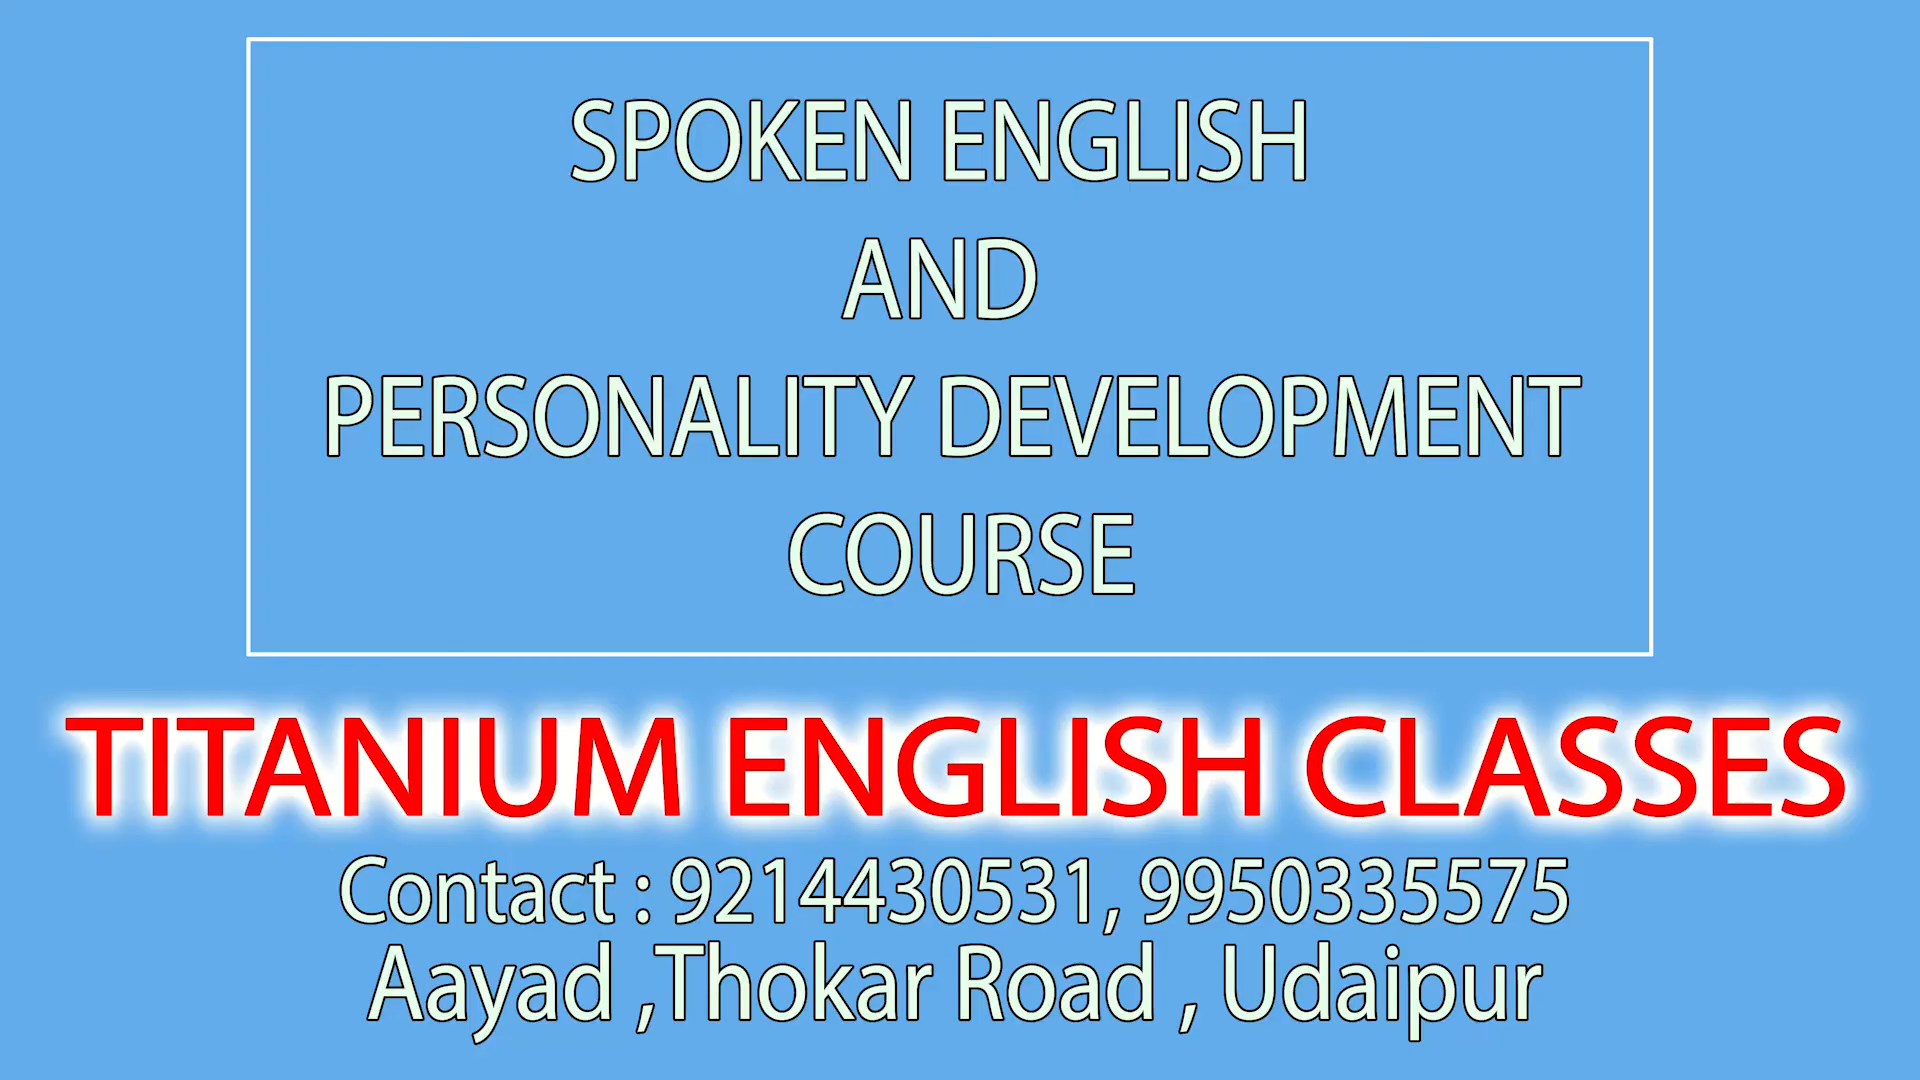 SPOKEN ENGLISH
AND
PERSONALITY DEVELOPMENT
COURSE
TITANIUM ENGLISH CLASSES
Contact : 9214430531, 9950335575
Aayad ,Thokar Road , Udaipur